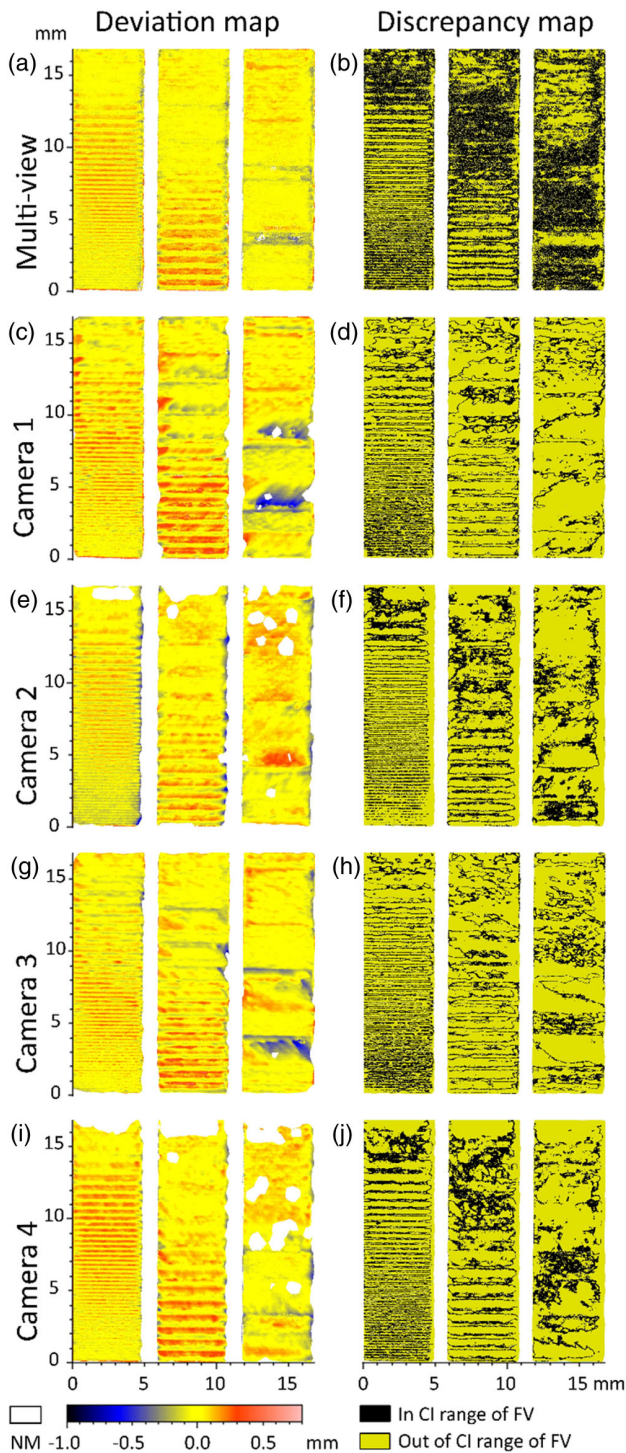 Deviation map Discrepancy map
mm
(a) (b)
15
10
5
0
Multi-view
(c) (d)
15
10
5
0
Camera 1
(e) (f)
15
10
5
0
Camera 2
(g) (h)
15
10
5
0
Camera 3
(i) (j)
15
10
5
0
Camera 4
0 5 10 15 0 5 10 15 mm
NM -1.0 -0.5 0.0 0.5 mm
In CI range of FV
Out of CI range of FV